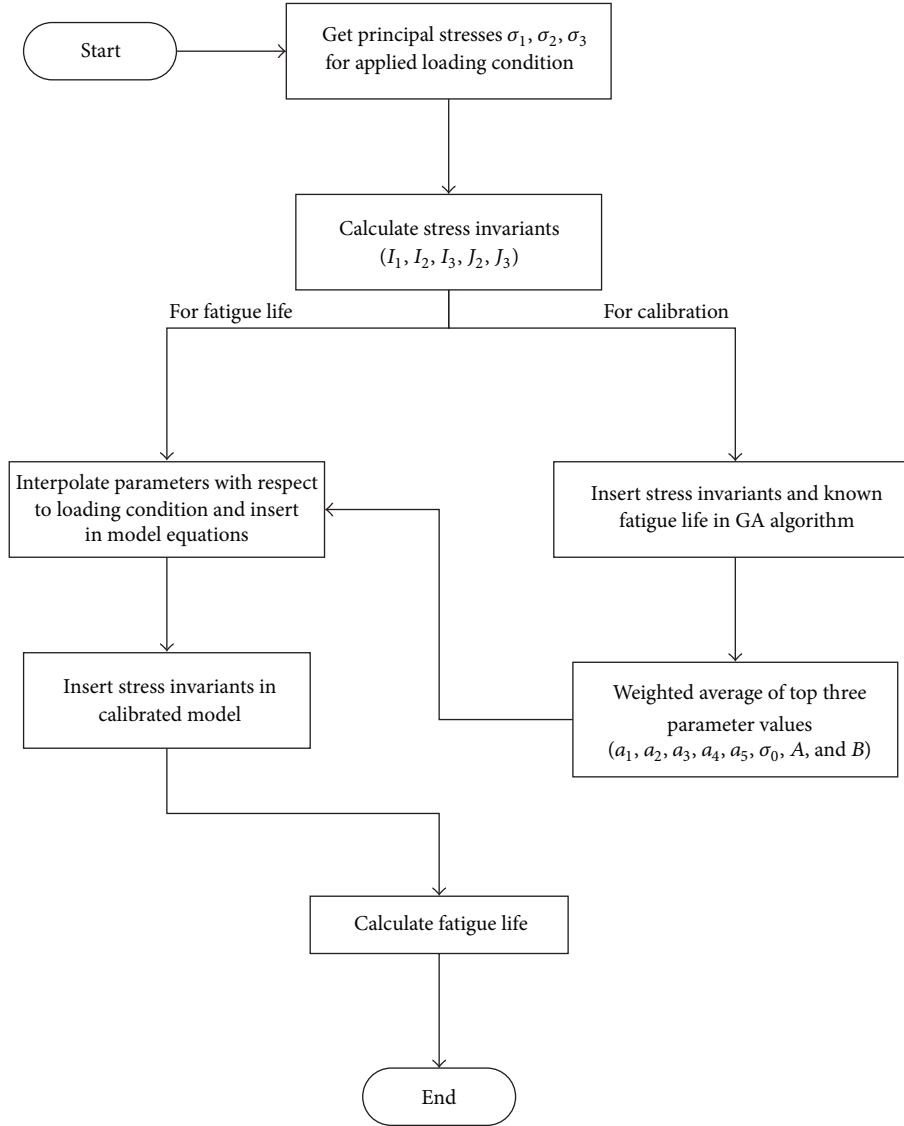 Start
Get principal stresses σ₁, σ₂, σ₃
for applied loading condition
Calculate stress invariants
(I₁, I₂, I₃, J₂, J₃)
For fatigue life
For calibration
Interpolate parameters with respect
to loading condition and insert
in model equations
Insert stress invariants and known
fatigue life in GA algorithm
Insert stress invariants in
calibrated model
Weighted average of top three
parameter values
(a₁, a₂, a₃, a₄, a₅, σ₀, A, and B)
Calculate fatigue life
End